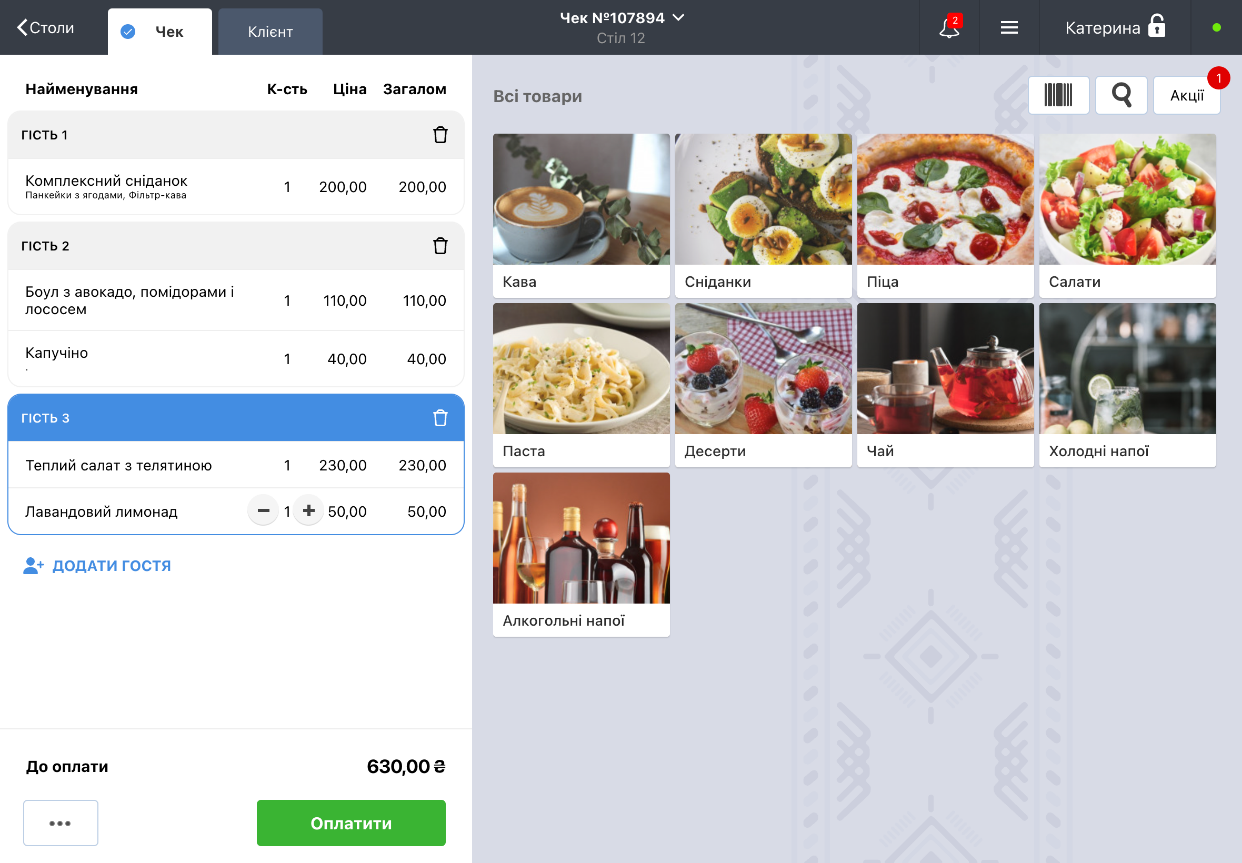 Столи
Чек
Клієнт
Чек №107894
Стіл 12
2
Катерина
Найменування К-сть Ціна Загалом
ГІСТЬ 1
Комплексний сніданок 1 200,00 200,00
Панкейки з ягодами, Фільтр-кава
ГІСТЬ 2
Боул з авокадо, помідорами і
лососем 1 110,00 110,00
Капучіно 1 40,00 40,00
ГІСТЬ 3
Теплий салат з телятиною 1 230,00 230,00
Лавандовий лимонад − 1 + 50,00 50,00
ДОДАТИ ГОСТЯ
До оплати 630,00 ₴
•••
Оплатити
Всі товари
Акції
1
Кава
Сніданки
Піца
Салати
Паста
Десерти
Чай
Холодні напої
Алкогольні напої